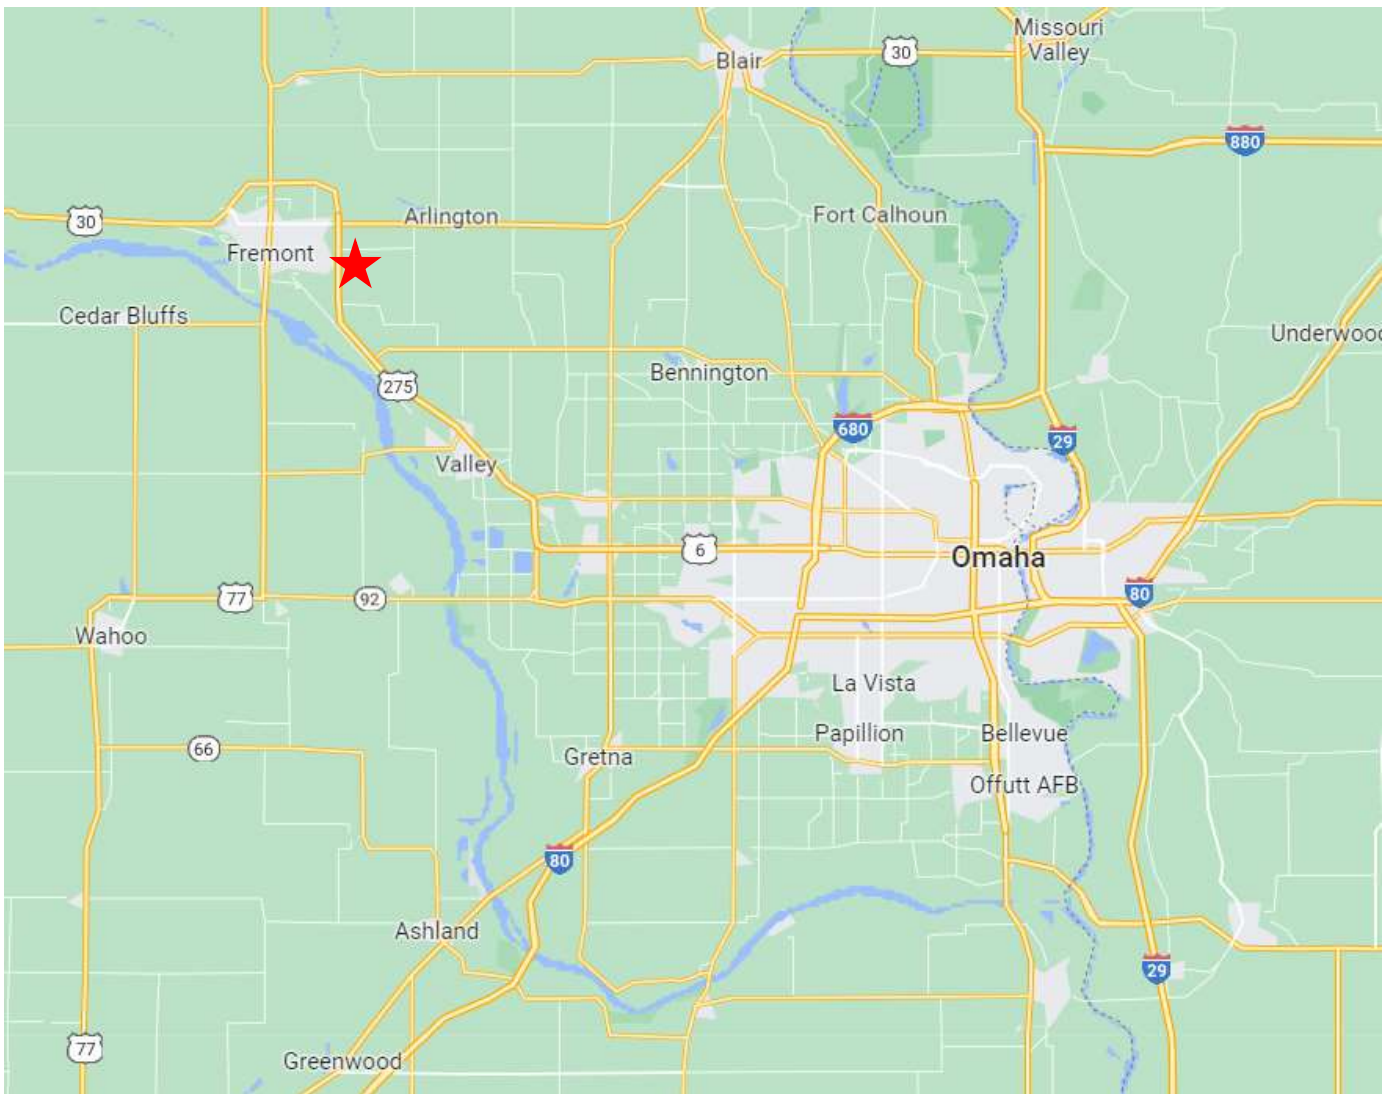 Missouri
Valley
Blair
30
880
30
Arlington
Fort Calhoun
Fremont
Cedar Bluffs
Underwood
275
Bennington
680
29
Valley
6
Omaha
77
92
80
Wahoo
La Vista
66
Papillion
Bellevue
Gretna
Offutt AFB
80
Ashland
29
77
Greenwood